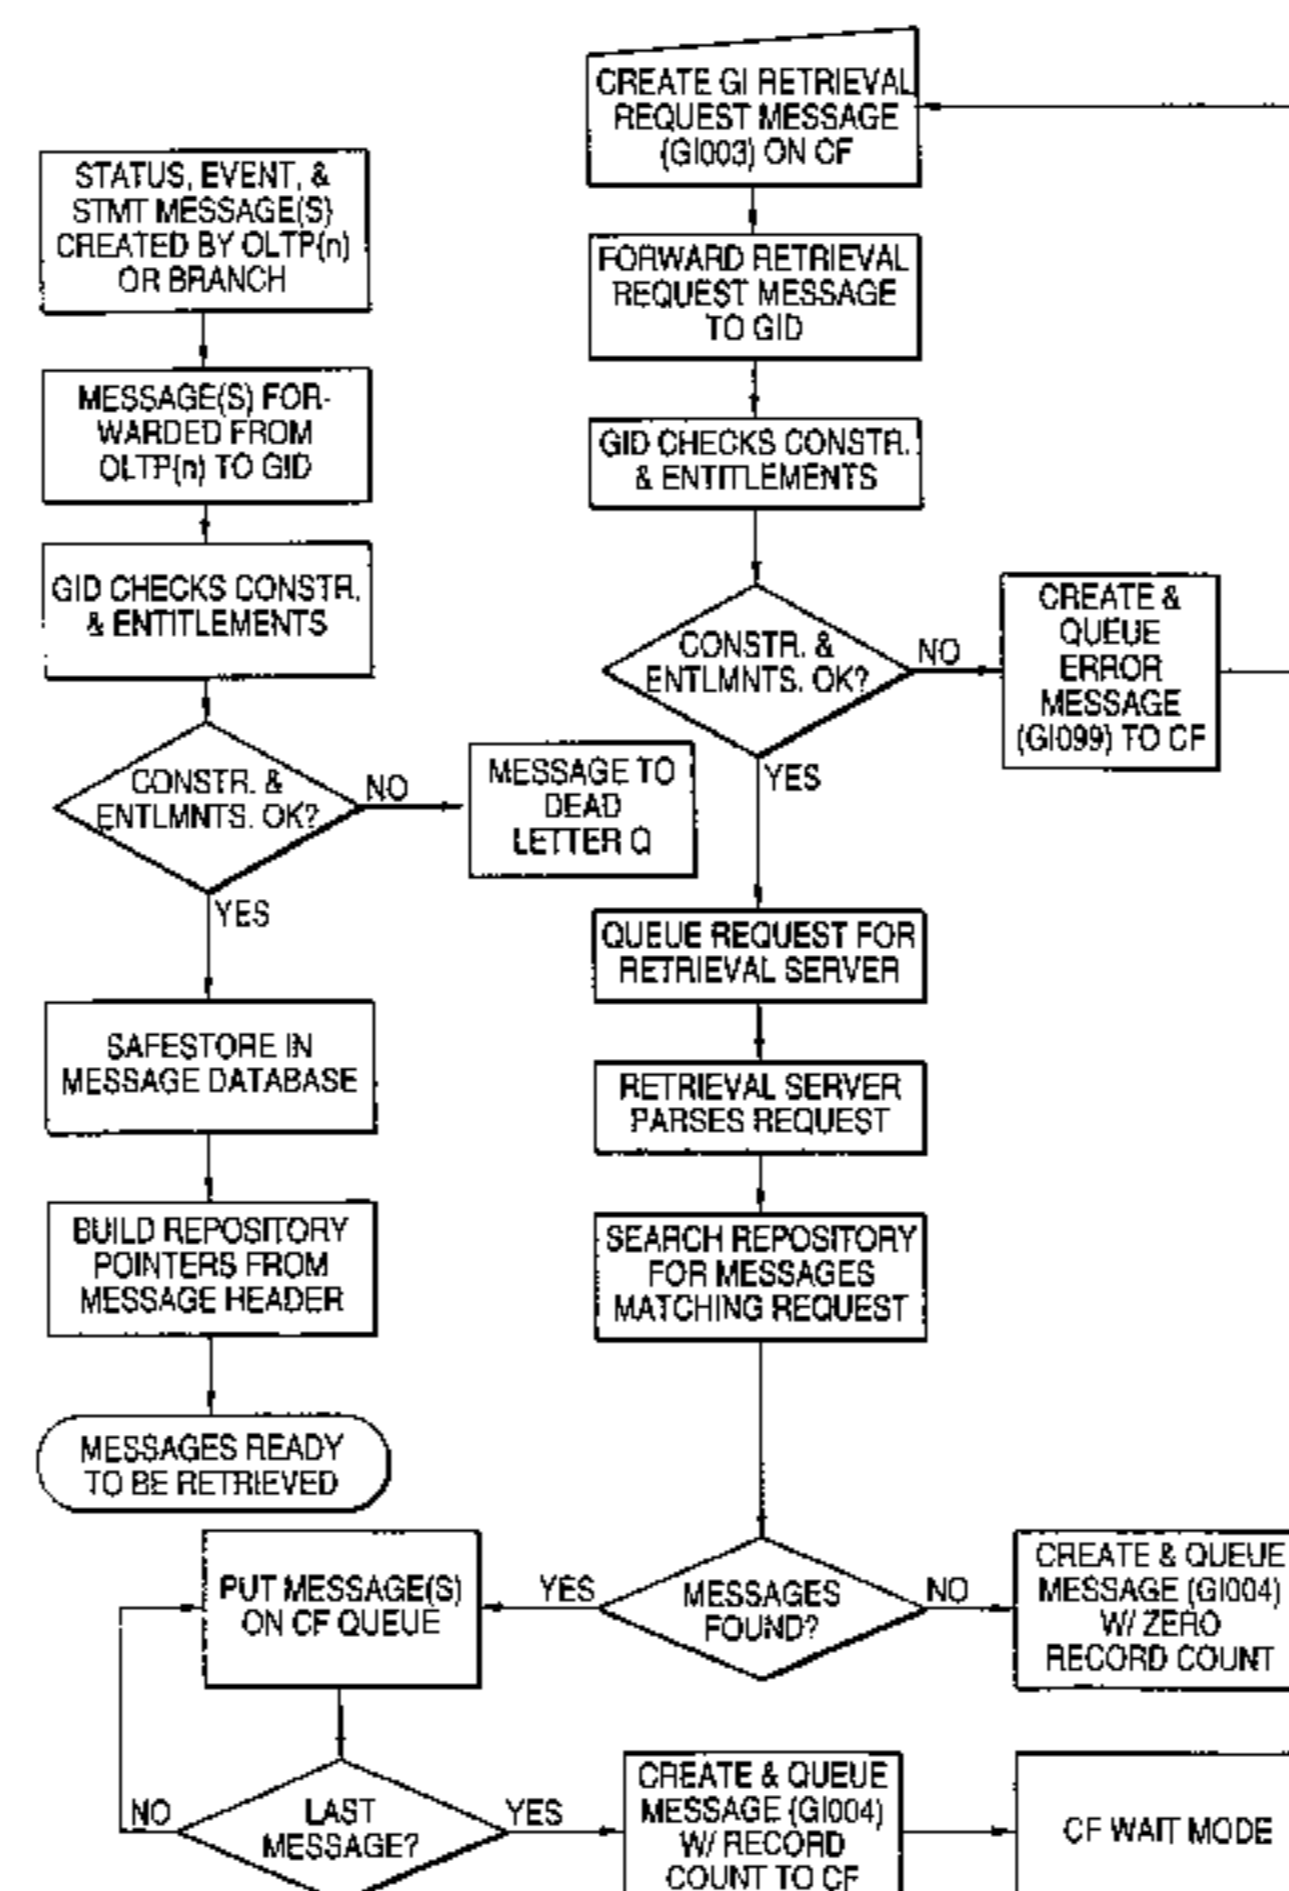 STATUS, EVENT, &
STMT MESSAGE(S)
CREATED BY OLTP(n)
OR BRANCH
MESSAGE(S) FOR-
WARDED FROM
OLTP(n) TO GID
GID CHECKS CONSTR.
& ENTITLEMENTS
CONSTR. &
ENTLMNTS. OK?
NO
MESSAGE TO
DEAD
LETTER Q
YES
SAFESTORE IN
MESSAGE DATABASE
BUILD REPOSITORY
POINTERS FROM
MESSAGE HEADER
MESSAGES READY
TO BE RETRIEVED
CREATE GI RETRIEVAL
REQUEST MESSAGE
(GI003) ON CF
FORWARD RETRIEVAL
REQUEST MESSAGE
TO GID
GID CHECKS CONSTR.
& ENTITLEMENTS
CONSTR. &
ENTLMNTS. OK?
NO
CREATE &
QUEUE
ERROR
MESSAGE
(GI099) TO CF
YES
QUEUE REQUEST FOR
RETRIEVAL SERVER
RETRIEVAL SERVER
PARSES REQUEST
SEARCH REPOSITORY
FOR MESSAGES
MATCHING REQUEST
MESSAGES
FOUND?
NO
CREATE & QUEUE
MESSAGE (GI004)
W/ ZERO
RECORD COUNT
YES
PUT MESSAGE(S)
ON CF QUEUE
LAST
MESSAGE?
NO
YES
CREATE & QUEUE
MESSAGE (GI004)
W/ RECORD
COUNT TO CF
CF WAIT MODE